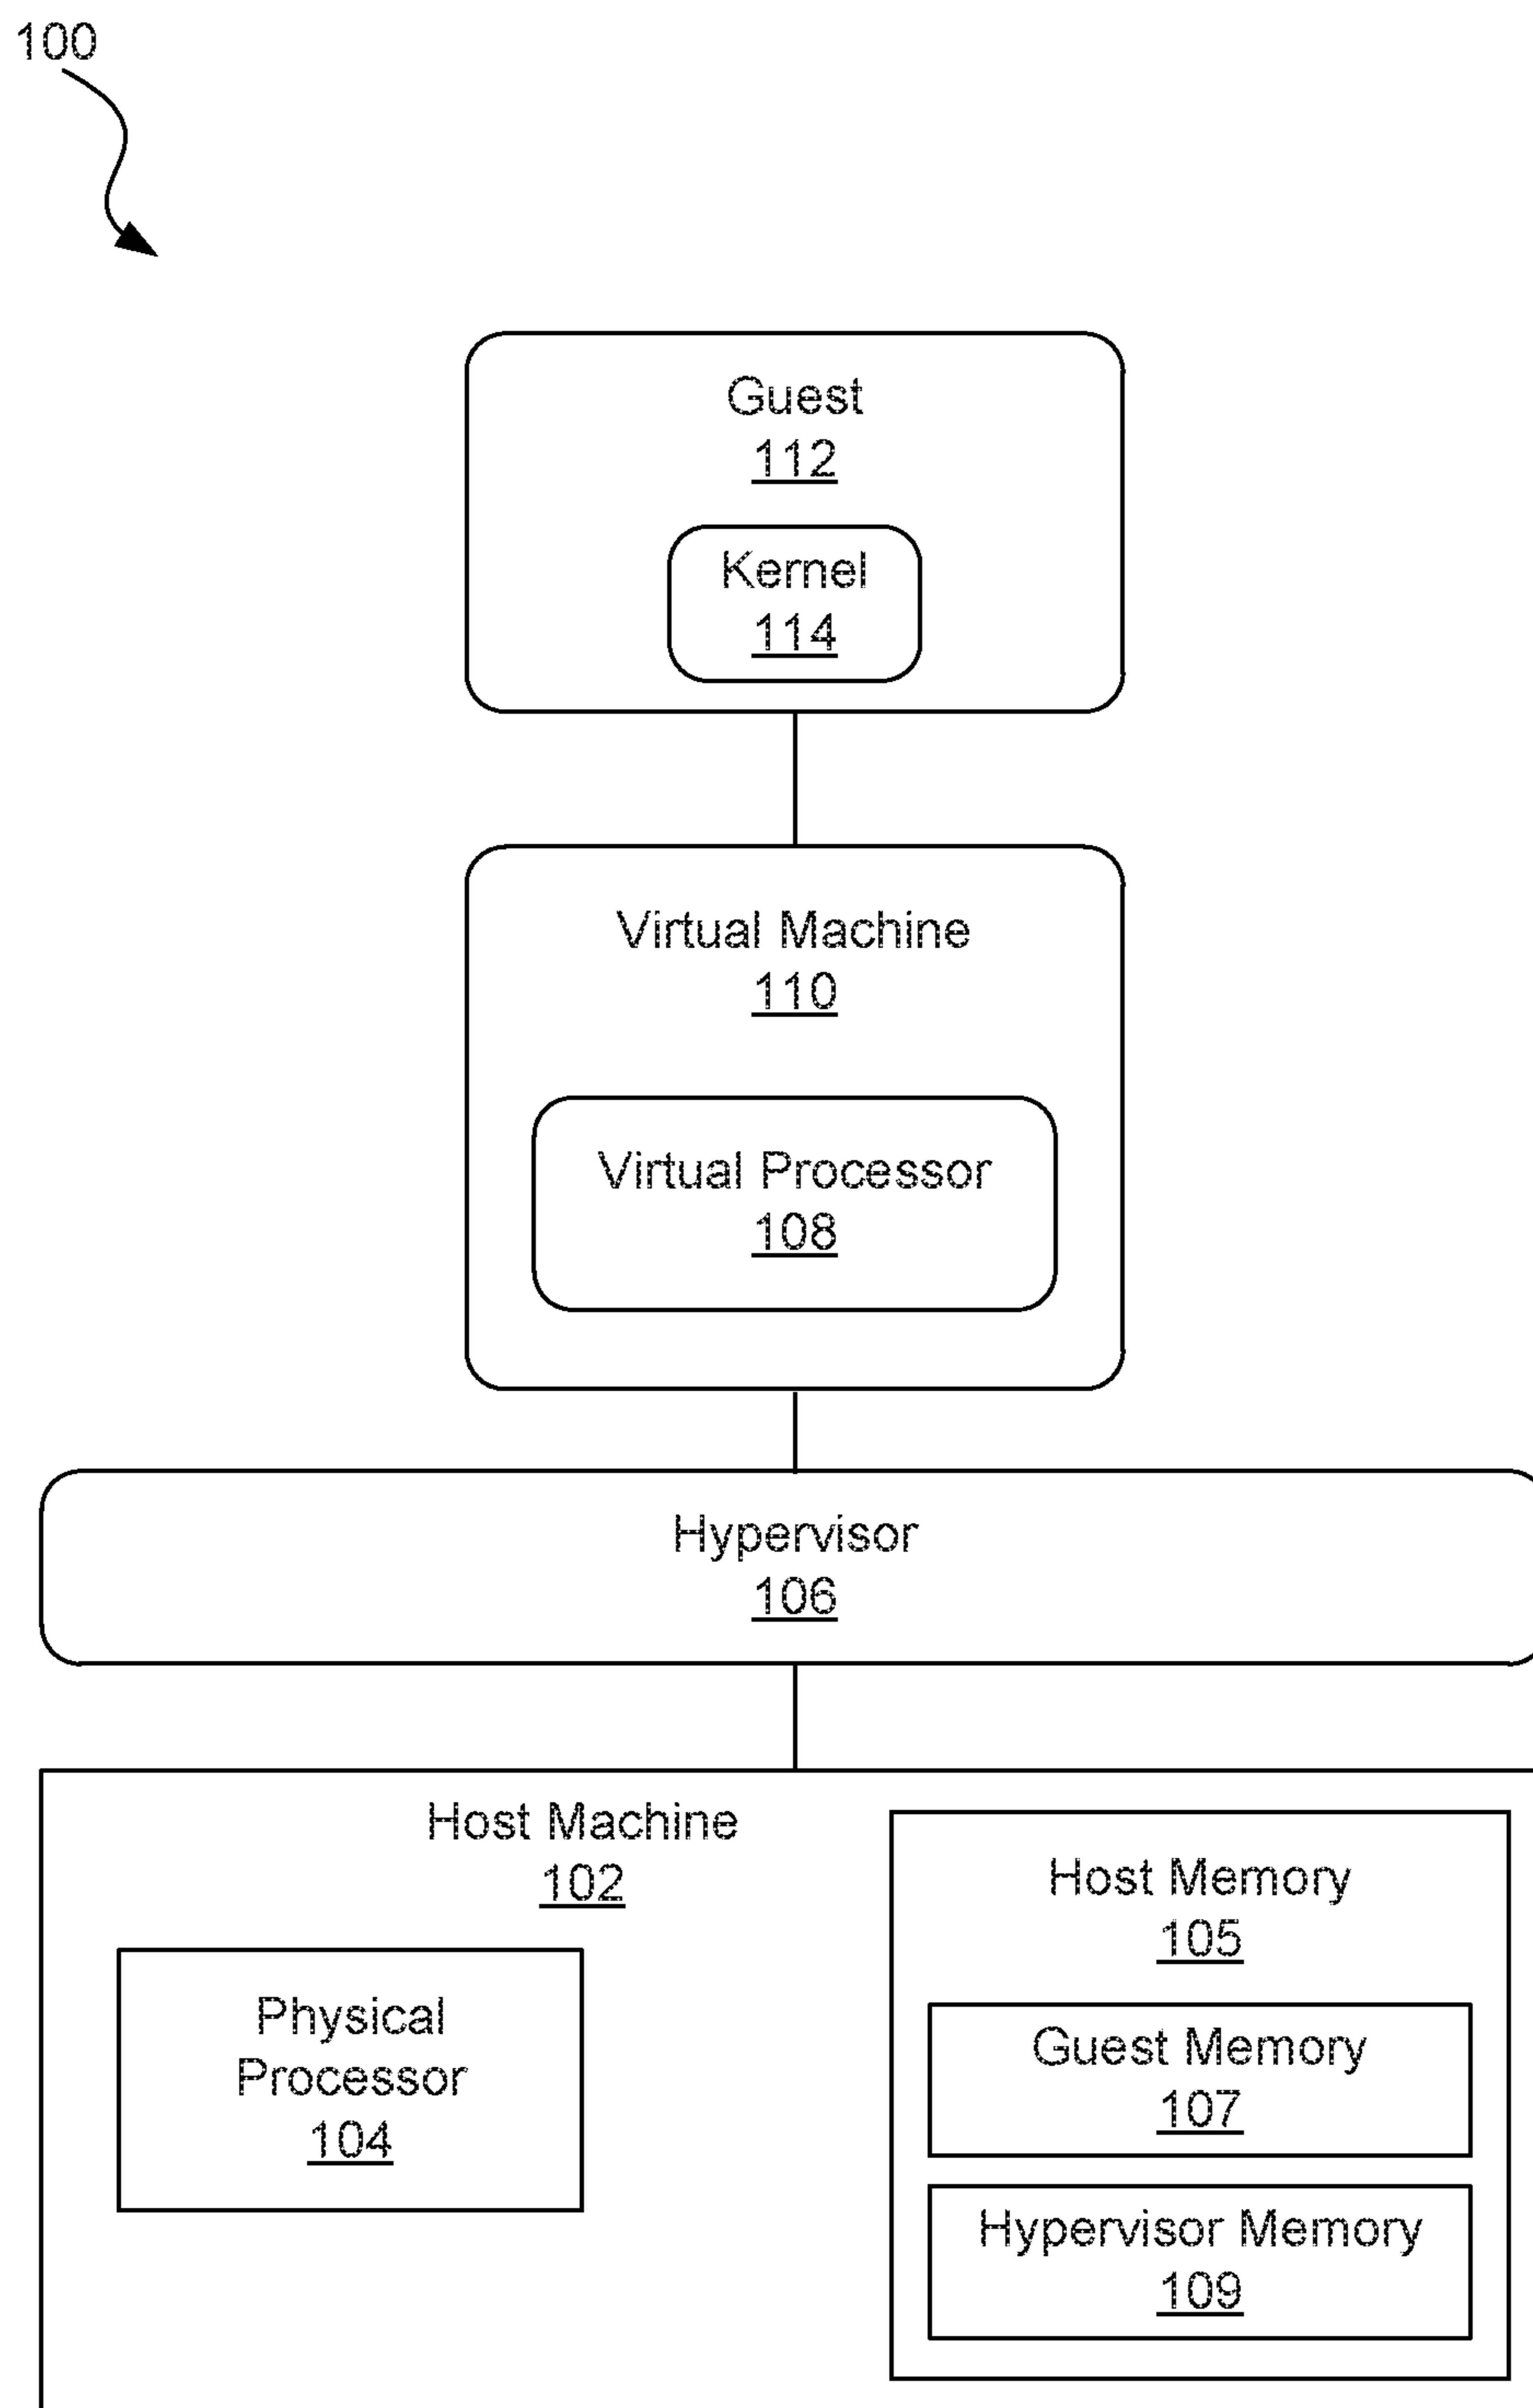 100
Guest
112
Kernel
114
Virtual Machine
110
Virtual Processor
108
Hypervisor
106
Host Machine
102
Physical
Processor
104
Host Memory
105
Guest Memory
107
Hypervisor Memory
109